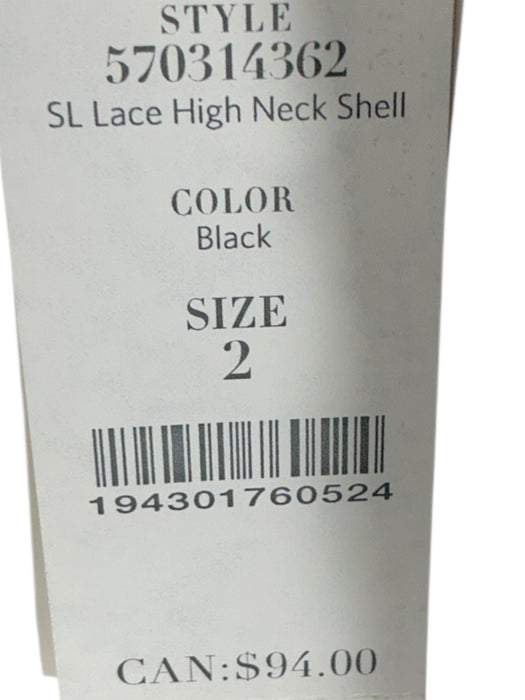 STYLE
570314362
SL Lace High Neck Shell
COLOR
Black
SIZE
2
194301760524
CAN:$94.00